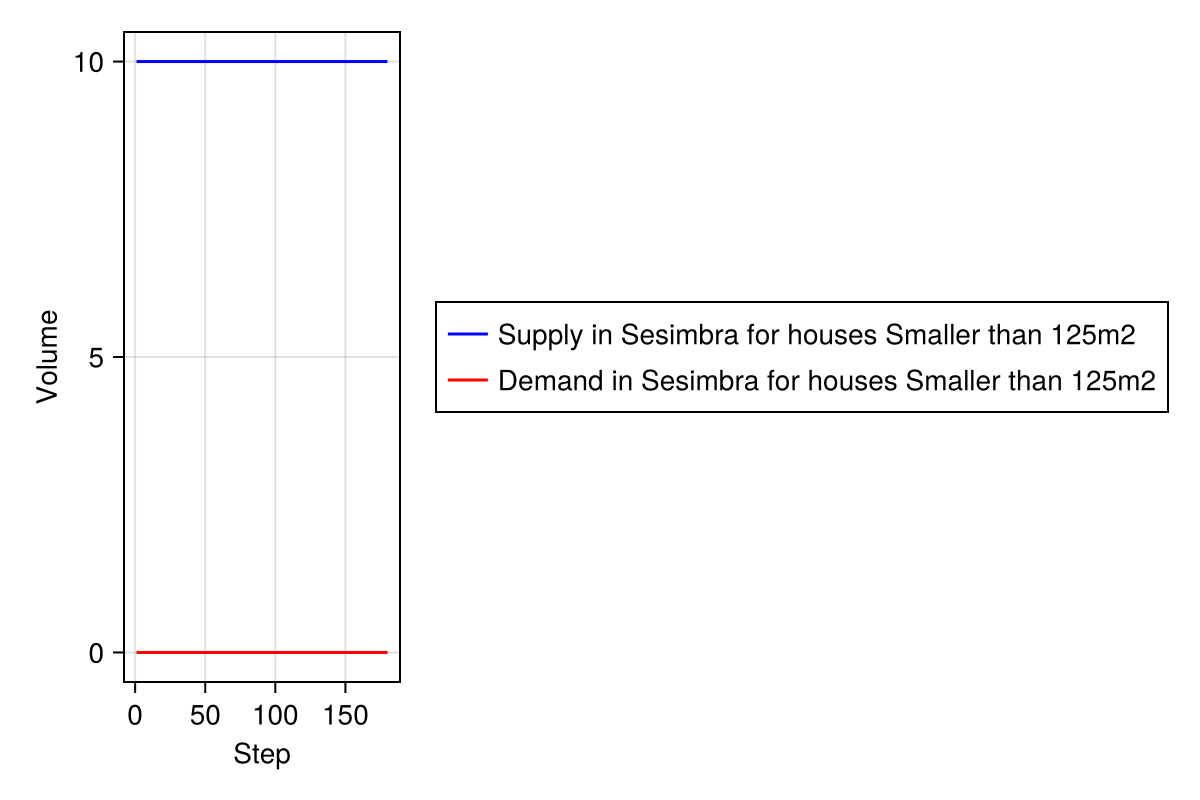 10
5
0
Volume
0 50 100 150
Step
Supply in Sesimbra for houses Smaller than 125m2
Demand in Sesimbra for houses Smaller than 125m2